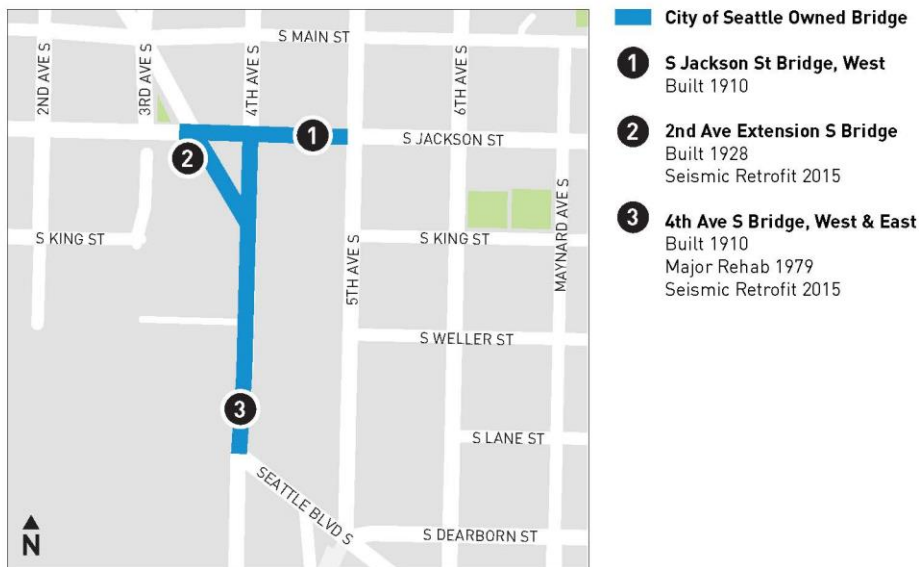 S MAIN ST
2ND AVE S
3RD AVE S
4TH AVE S
6TH AVE S
1
S JACKSON ST
2
MAYNARD AVE S
S KING ST
S KING ST
5TH AVE S
S WELLER ST
3
S LANE ST
SEATTLE BLVD S
S DEARBORN ST
N
City of Seattle Owned Bridge
1 S Jackson St Bridge, West
Built 1910
2 2nd Ave Extension S Bridge
Built 1928
Seismic Retrofit 2015
3 4th Ave S Bridge, West & East
Built 1910
Major Rehab 1979
Seismic Retrofit 2015